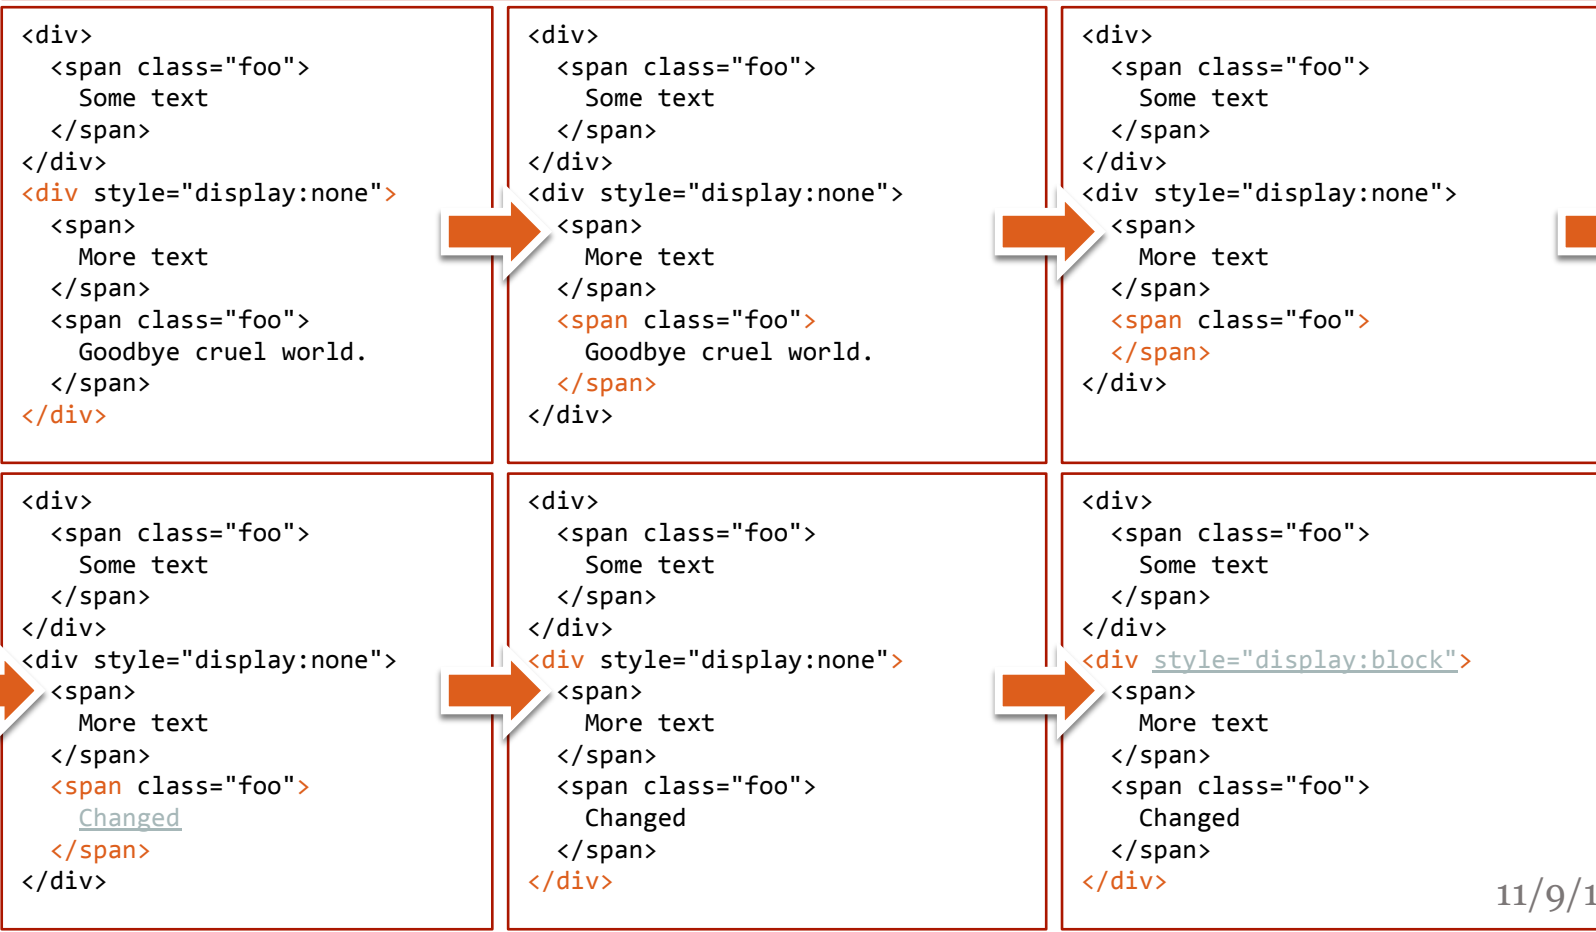 <div>
  <span class="foo">
    Some text
  </span>
</div>
<div style="display:none">
  <span>
    More text
  </span>
  <span class="foo">
    Goodbye cruel world.
  </span>
</div>
<div>
  <span class="foo">
    Some text
  </span>
</div>
<div style="display:none">
  <span>
    More text
  </span>
  <span class="foo">
    Goodbye cruel world.
  </span>
</div>
<div>
  <span class="foo">
    Some text
  </span>
</div>
<div style="display:none">
  <span>
    More text
  </span>
  <span class="foo">
  </span>
</div>
<div>
  <span class="foo">
    Some text
  </span>
</div>
<div style="display:none">
  <span>
    More text
  </span>
  <span class="foo">
    Changed
  </span>
</div>
<div>
  <span class="foo">
    Some text
  </span>
</div>
<div style="display:none">
  <span>
    More text
  </span>
  <span class="foo">
    Changed
  </span>
</div>
<div>
  <span class="foo">
    Some text
  </span>
</div>
<div style="display:block">
  <span>
    More text
  </span>
  <span class="foo">
    Changed
  </span>
</div>
11/9/1